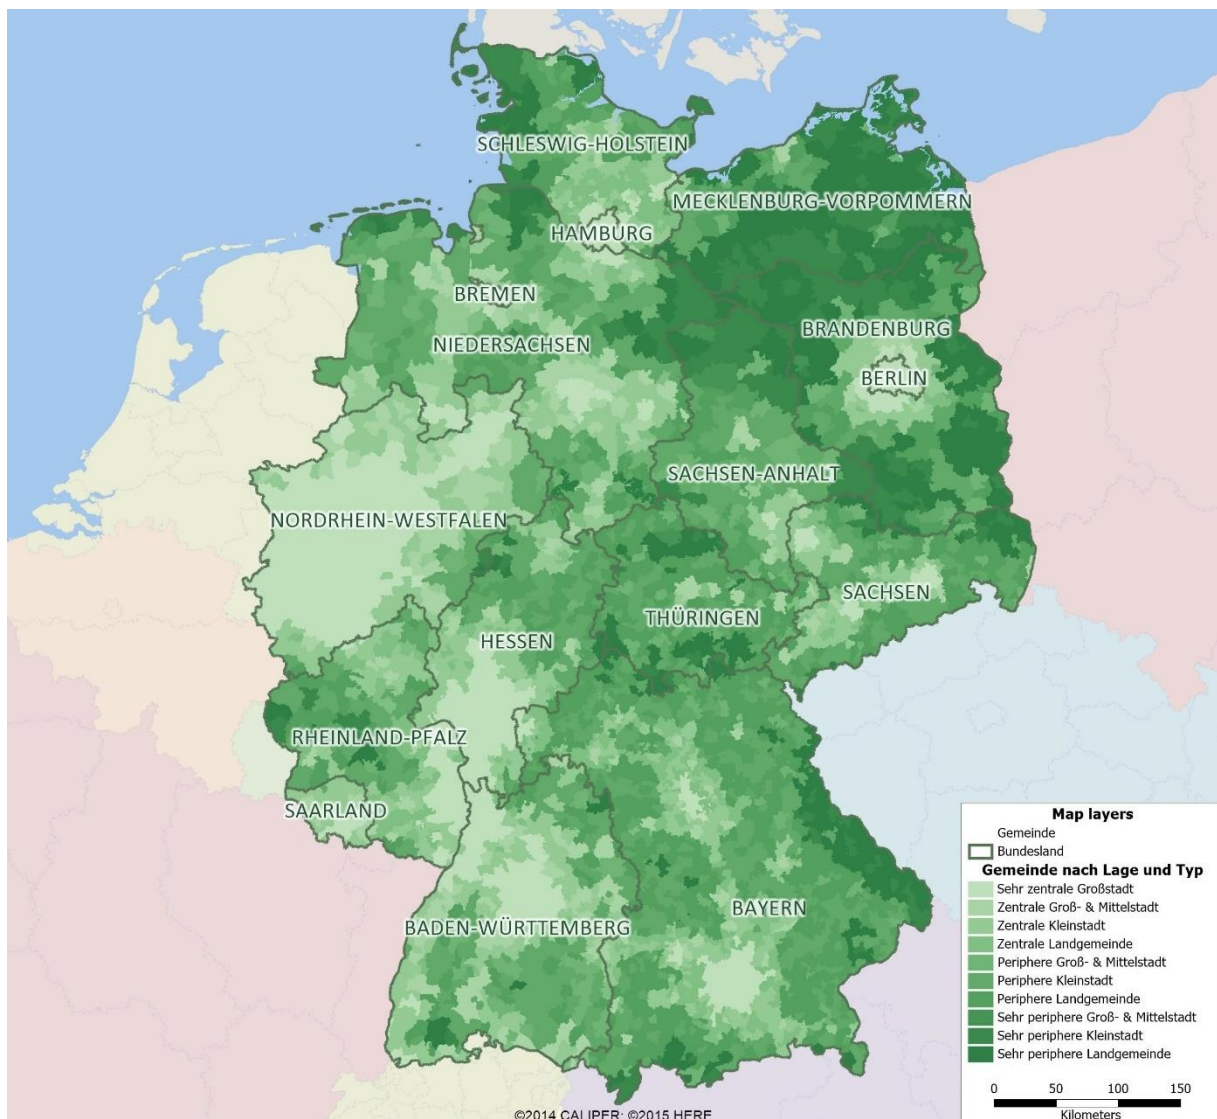 SCHLESWIG-HOLSTEIN
MECKLENBURG-VORPOMMERN
HAMBURG
BREMEN
BRANDENBURG
NIEDERSACHSEN
BERLIN
SACHSEN-ANHALT
NORDRHEIN-WESTFALEN
SACHSEN
THÜRINGEN
HESSEN
RHEINLAND-PFALZ
SAARLAND
BAYERN
BADEN-WÜRTTEMBERG
Map layers
Gemeinde
Bundesland
Gemeinde nach Lage und Typ
Sehr zentrale Großstadt
Zentrale Groß- & Mittelstadt
Zentrale Kleinstadt
Zentrale Landgemeinde
Periphere Groß- & Mittelstadt
Periphere Kleinstadt
Periphere Landgemeinde
Sehr periphere Groß- & Mittelstadt
Sehr periphere Kleinstadt
Sehr periphere Landgemeinde
0 50 100 150
Kilometers
©2014 CALIPER; ©2015 HERE